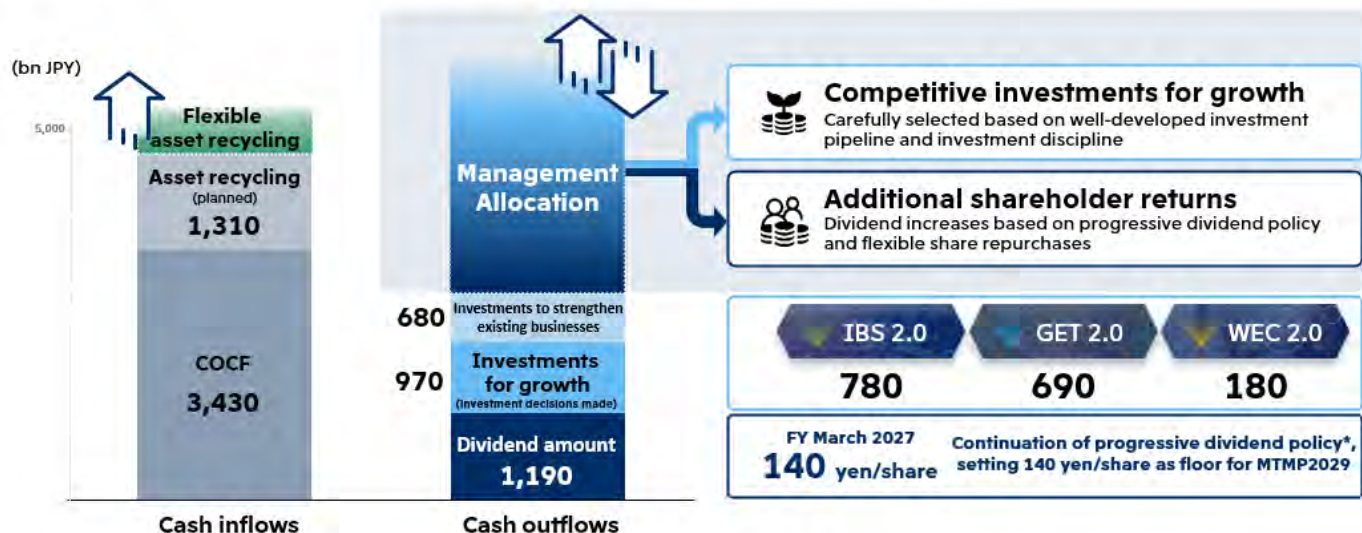 (bn JPY)
5,000
Flexible
asset recycling
Asset recycling
(planned)
1,310
COCF
3,430
Cash inflows
Management
Allocation
680
Investments to strengthen
existing businesses
970
Investments
for growth
(Investment decisions made)
Dividend amount
1,190
Cash outflows
Competitive investments for growth
Carefully selected based on well-developed investment
pipeline and investment discipline
Additional shareholder returns
Dividend increases based on progressive dividend policy
and flexible share repurchases
IBS 2.0
GET 2.0
WEC 2.0
780
690
180
FY March 2027
140 yen/share
Continuation of progressive dividend policy*,
setting 140 yen/share as floor for MTMP2029